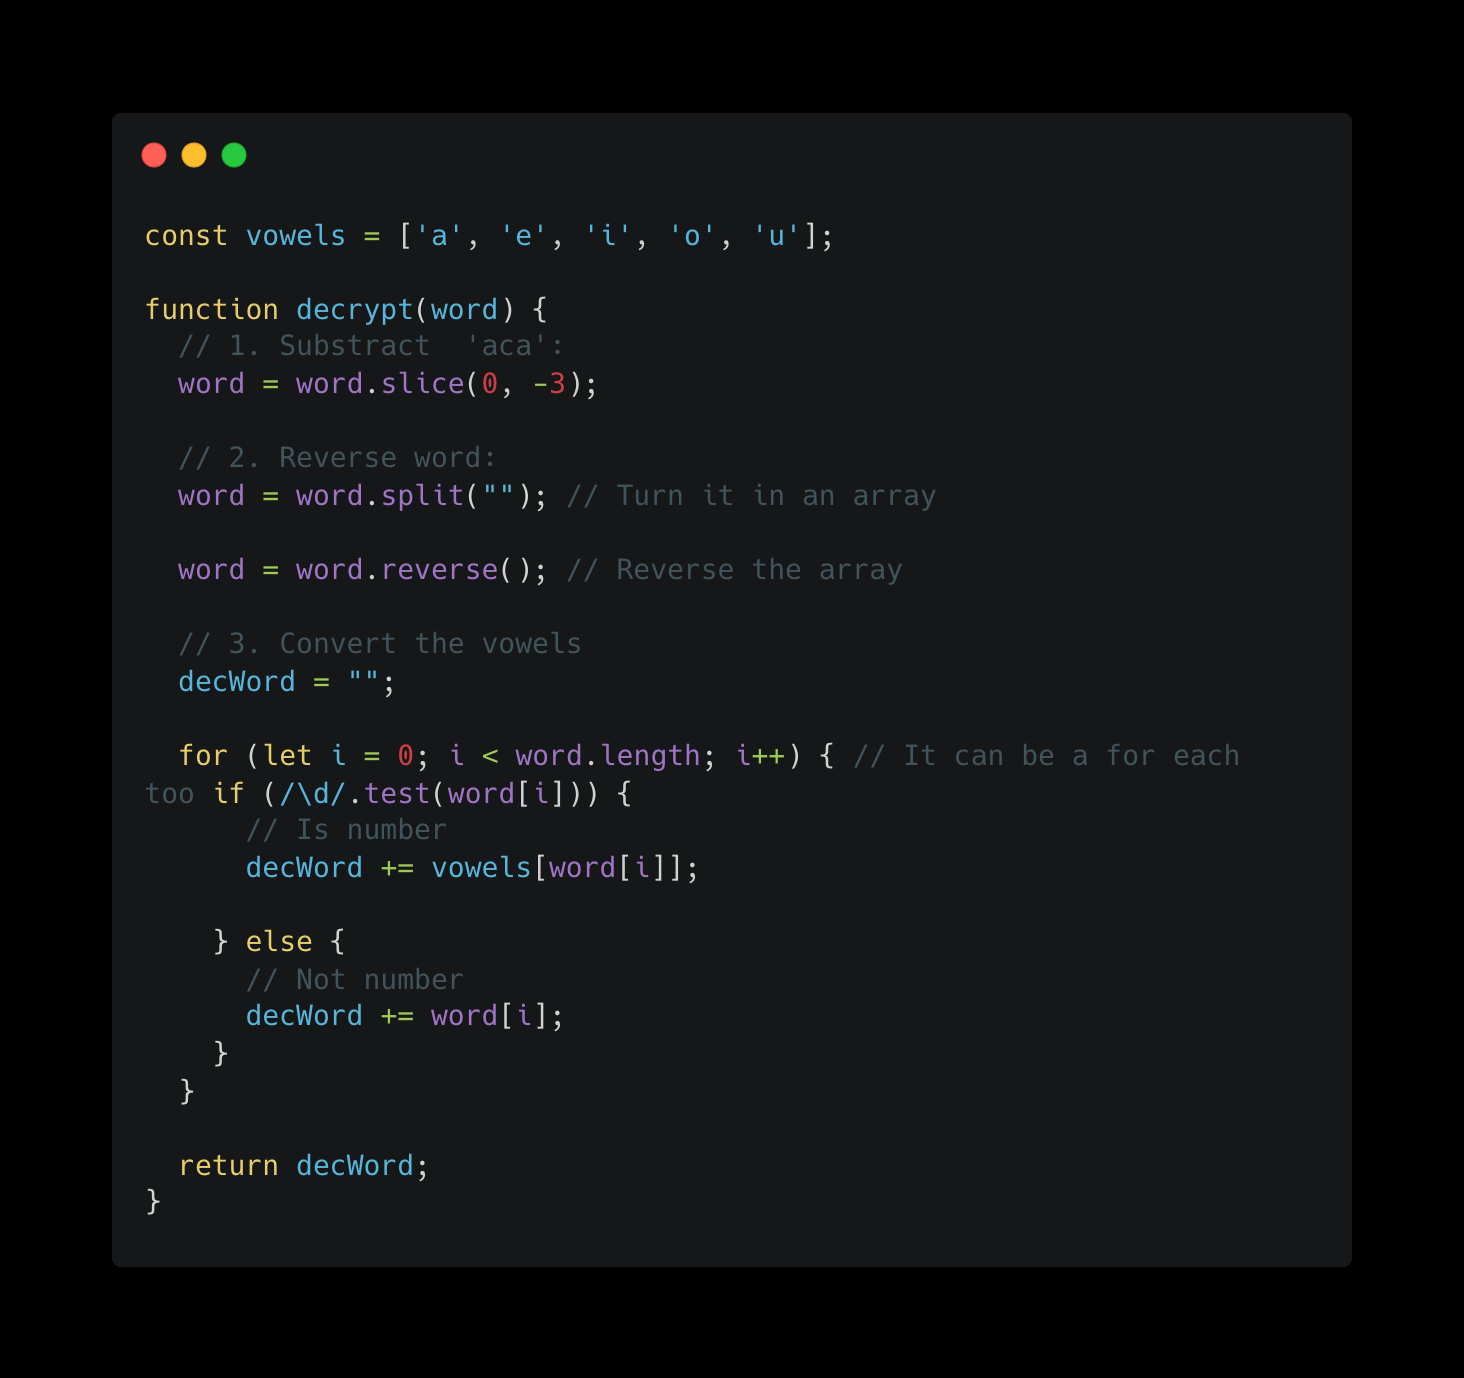 const vowels = ['a', 'e', 'i', 'o', 'u'];
function decrypt(word) {
// 1. Substract  'aca':
word = word.slice(0, -3);
// 2. Reverse word:
word = word.split(""); // Turn it in an array
word = word.reverse(); // Reverse the array
// 3. Convert the vowels
decWord = "";
for (let i = 0; i < word.length; i++) { // It can be a for each
too if (/\d/.test(word[i])) {
// Is number
decWord += vowels[word[i]];
} else {
// Not number
decWord += word[i];
}
}
return decWord;
}